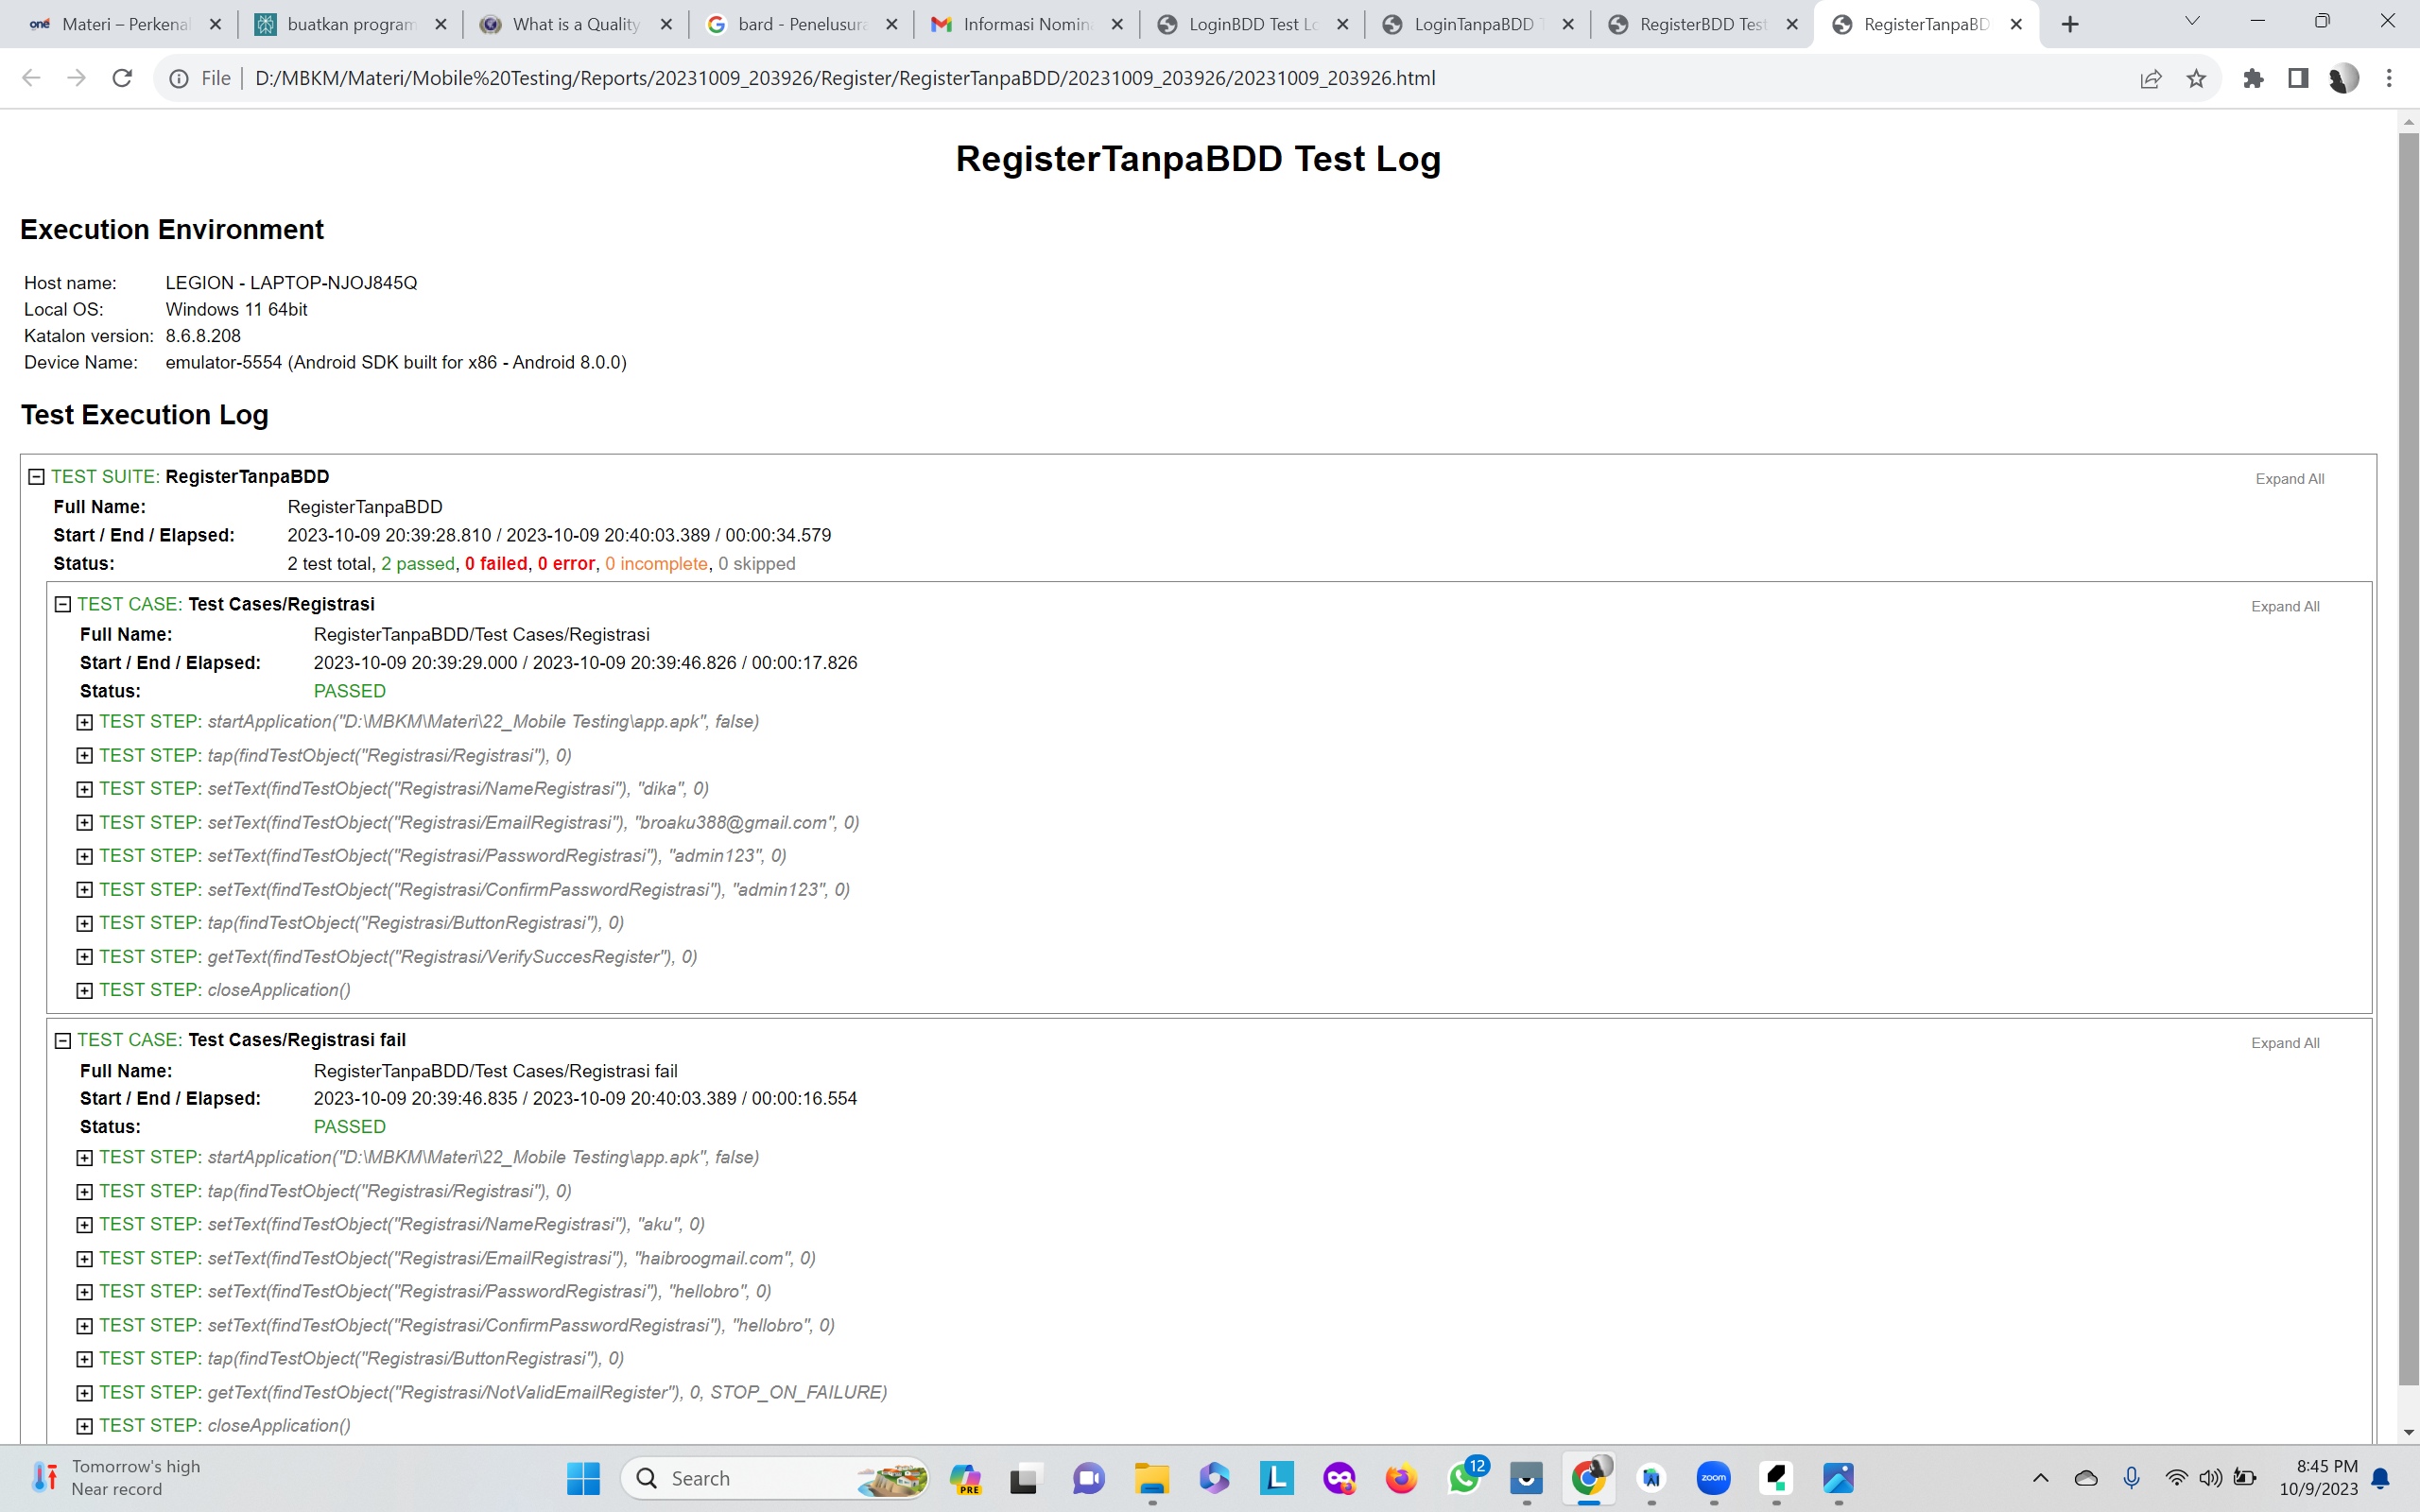 Materi – Perkenal
buatkan program
What is a Quality
bard - Penelusura
Informasi Nomin
LoginBDD Test Lo
LoginTanpaBDD T
RegisterBDD Test
RegisterTanpaBD
File
D:/MBKM/Materi/Mobile%20Testing/Reports/20231009_203926/Register/RegisterTanpaBDD/20231009_203926/20231009_203926.html
RegisterTanpaBDD Test Log
Execution Environment
Host name: LEGION - LAPTOP-NJOJ845Q
Local OS: Windows 11 64bit
Katalon version: 8.6.8.208
Device Name: emulator-5554 (Android SDK built for x86 - Android 8.0.0)
Test Execution Log
TEST SUITE: RegisterTanpaBDD Expand All
Full Name: RegisterTanpaBDD
Start / End / Elapsed: 2023-10-09 20:39:28.810 / 2023-10-09 20:40:03.389 / 00:00:34.579
Status: 2 test total, 2 passed, 0 failed, 0 error, 0 incomplete, 0 skipped
TEST CASE: Test Cases/Registrasi Expand All
Full Name: RegisterTanpaBDD/Test Cases/Registrasi
Start / End / Elapsed: 2023-10-09 20:39:29.000 / 2023-10-09 20:39:46.826 / 00:00:17.826
Status: PASSED
TEST STEP: startApplication("D:\MBKM\Materi\22_Mobile Testing\app.apk", false)
TEST STEP: tap(findTestObject("Registrasi/Registrasi"), 0)
TEST STEP: setText(findTestObject("Registrasi/NameRegistrasi"), "dika", 0)
TEST STEP: setText(findTestObject("Registrasi/EmailRegistrasi"), "broaku388@gmail.com", 0)
TEST STEP: setText(findTestObject("Registrasi/PasswordRegistrasi"), "admin123", 0)
TEST STEP: setText(findTestObject("Registrasi/ConfirmPasswordRegistrasi"), "admin123", 0)
TEST STEP: tap(findTestObject("Registrasi/ButtonRegistrasi"), 0)
TEST STEP: getText(findTestObject("Registrasi/VerifySuccesRegister"), 0)
TEST STEP: closeApplication()
TEST CASE: Test Cases/Registrasi fail Expand All
Full Name: RegisterTanpaBDD/Test Cases/Registrasi fail
Start / End / Elapsed: 2023-10-09 20:39:46.835 / 2023-10-09 20:40:03.389 / 00:00:16.554
Status: PASSED
TEST STEP: startApplication("D:\MBKM\Materi\22_Mobile Testing\app.apk", false)
TEST STEP: tap(findTestObject("Registrasi/Registrasi"), 0)
TEST STEP: setText(findTestObject("Registrasi/NameRegistrasi"), "aku", 0)
TEST STEP: setText(findTestObject("Registrasi/EmailRegistrasi"), "haibroogmail.com", 0)
TEST STEP: setText(findTestObject("Registrasi/PasswordRegistrasi"), "hellobro", 0)
TEST STEP: setText(findTestObject("Registrasi/ConfirmPasswordRegistrasi"), "hellobro", 0)
TEST STEP: tap(findTestObject("Registrasi/ButtonRegistrasi"), 0)
TEST STEP: getText(findTestObject("Registrasi/NotValidEmailRegister"), 0, STOP_ON_FAILURE)
TEST STEP: closeApplication()
Tomorrow's high
Near record
Search
PRE
L
12
zoom
8:45 PM
10/9/2023